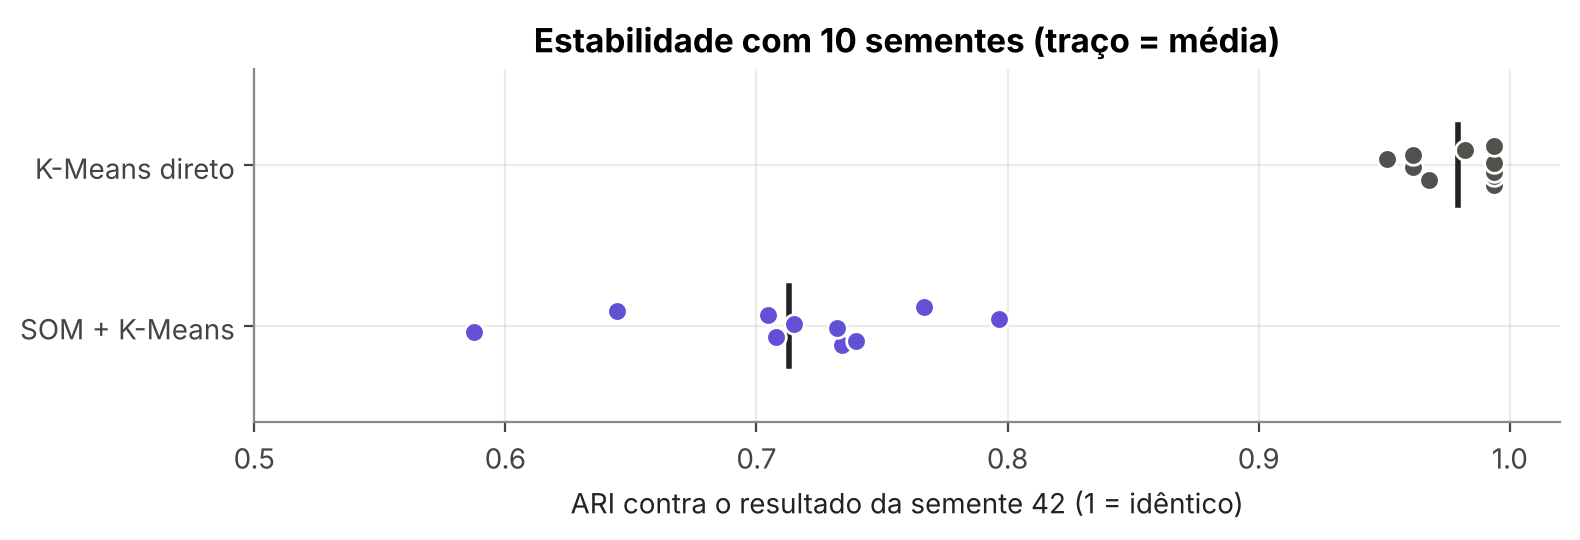 Estabilidade com 10 sementes (traço = média)
K-Means direto
SOM + K-Means
0.5 0.6 0.7 0.8 0.9 1.0
ARI contra o resultado da semente 42 (1 = idêntico)